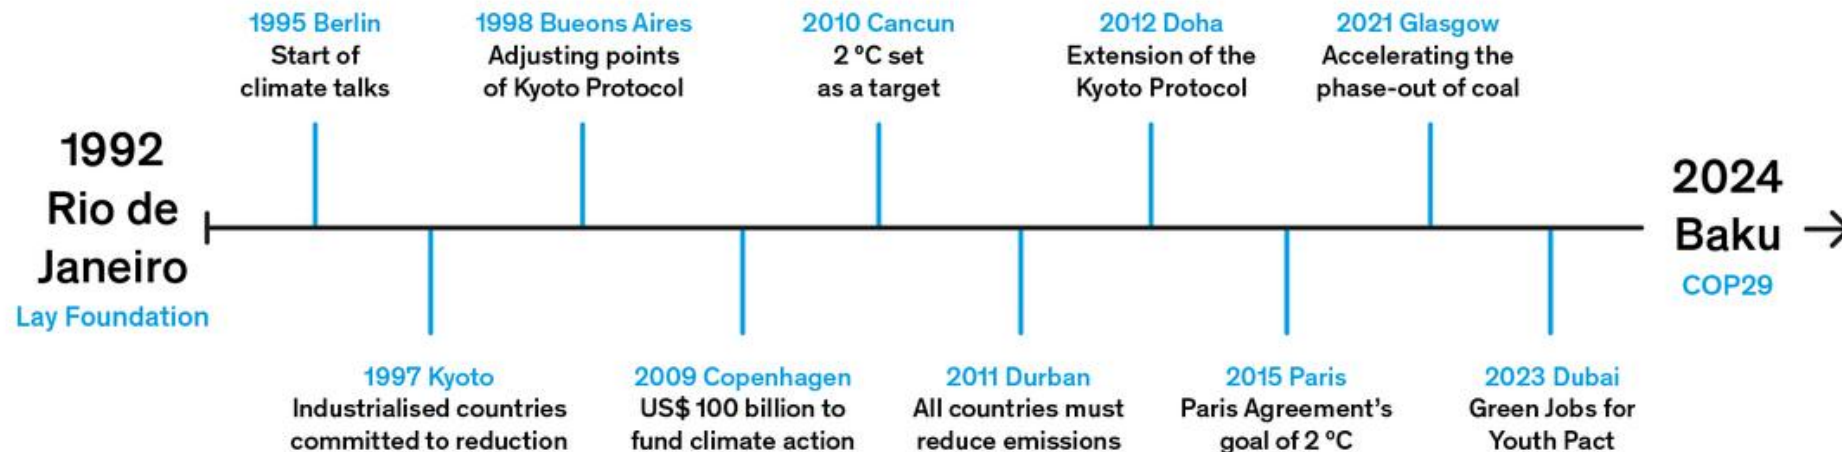 1992
Rio de
Janeiro
Lay Foundation
1995 Berlin
Start of
climate talks
1997 Kyoto
Industrialised countries
committed to reduction
1998 Bueons Aires
Adjusting points
of Kyoto Protocol
2009 Copenhagen
US$ 100 billion to
fund climate action
2010 Cancun
2 ºC set
as a target
2011 Durban
All countries must
reduce emissions
2012 Doha
Extension of the
Kyoto Protocol
2015 Paris
Paris Agreement’s
goal of 2 ºC
2021 Glasgow
Accelerating the
phase-out of coal
2023 Dubai
Green Jobs for
Youth Pact
2024
Baku
COP29